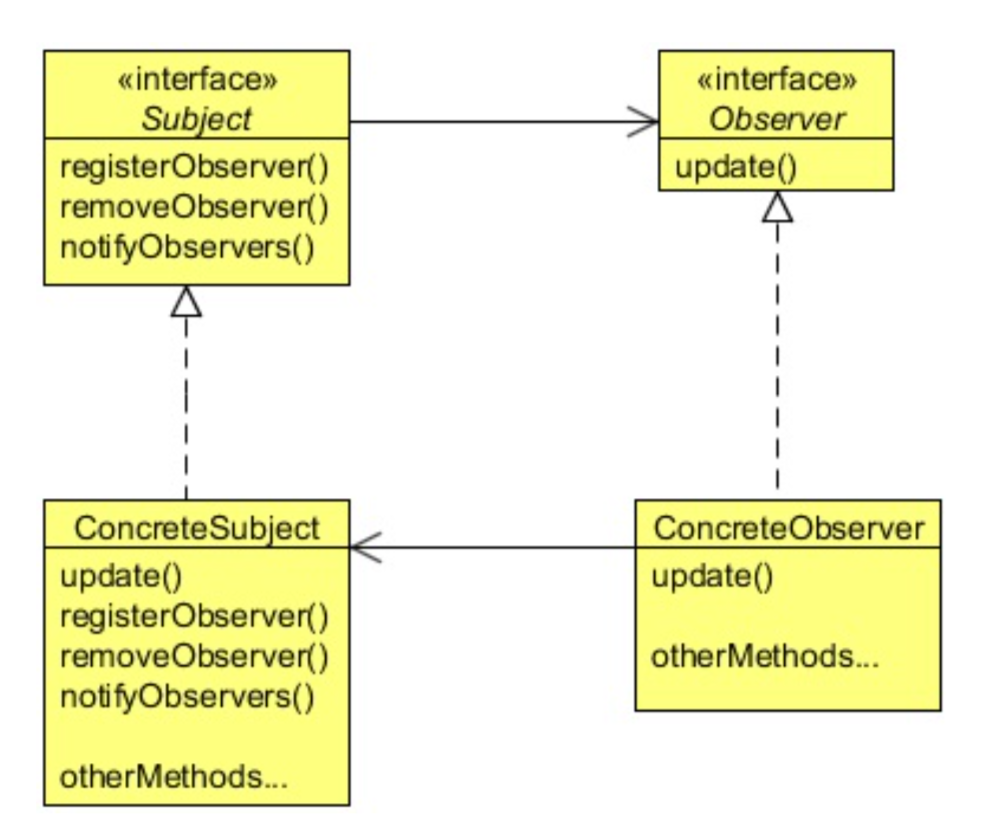 «interface»
Subject
registerObserver()
removeObserver()
notifyObservers()
«interface»
Observer
update()
ConcreteSubject
update()
registerObserver()
removeObserver()
notifyObservers()
otherMethods...
ConcreteObserver
update()
otherMethods...